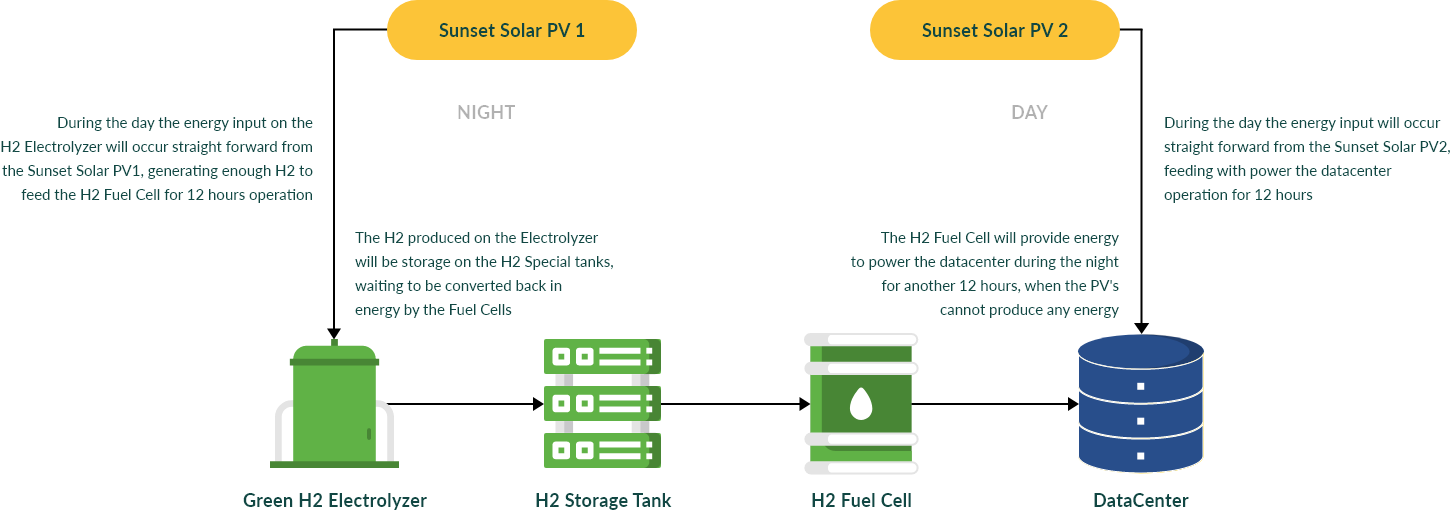 Sunset Solar PV 1
Sunset Solar PV 2
NIGHT
DAY
During the day the energy input on the
H2 Electrolyzer will occur straight forward from
the Sunset Solar PV1, generating enough H2 to
feed the H2 Fuel Cell for 12 hours operation
During the day the energy input will occur
straight forward from the Sunset Solar PV2,
feeding with power the datacenter
operation for 12 hours
The H2 produced on the Electrolyzer
will be storage on the H2 Special tanks,
waiting to be converted back in
energy by the Fuel Cells
The H2 Fuel Cell will provide energy
to power the datacenter during the night
for another 12 hours, when the PV's
cannot produce any energy
Green H2 Electrolyzer
H2 Storage Tank
H2 Fuel Cell
DataCenter